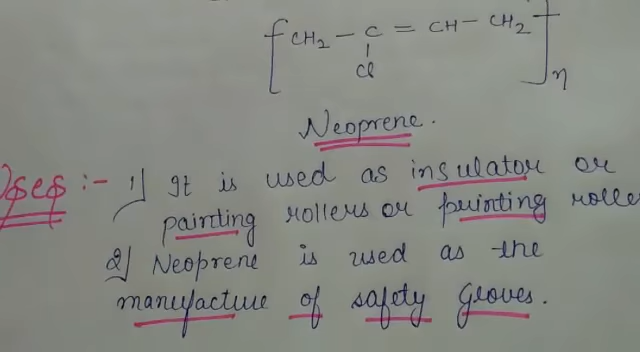 [CH2 - C = CH - CH2]n
Cl
Neoprene.
Uses :- 1) It is used as insulator or
painting rollers or printing rolle
2) Neoprene is used as the
manufacture of safety gloves.